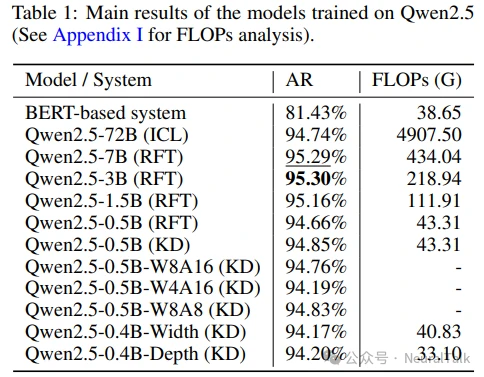 Table 1: Main results of the models trained on Qwen2.5
(See Appendix I for FLOPs analysis).
Model / System AR FLOPs (G)
BERT-based system 81.43% 38.65
Qwen2.5-72B (ICL) 94.74% 4907.50
Qwen2.5-7B (RFT) 95.29% 434.04
Qwen2.5-3B (RFT) 95.30% 218.94
Qwen2.5-1.5B (RFT) 95.16% 111.91
Qwen2.5-0.5B (RFT) 94.66% 43.31
Qwen2.5-0.5B (KD) 94.85% 43.31
Qwen2.5-0.5B-W8A16 (KD) 94.76% -
Qwen2.5-0.5B-W4A16 (KD) 94.19% -
Qwen2.5-0.5B-W8A8 (KD) 94.83% -
Qwen2.5-0.4B-Width (KD) 94.17% 40.83
Qwen2.5-0.4B-Depth (KD) 94.20% 33.10
公众号 · NeuralTalk